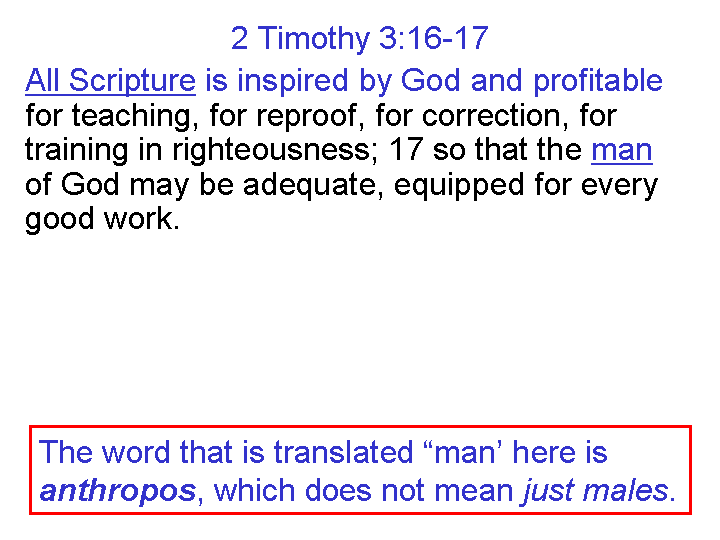 2 Timothy 3:16-17
All Scripture is inspired by God and profitable
for teaching, for reproof, for correction, for
training in righteousness; 17 so that the man
of God may be adequate, equipped for every
good work.
The word that is translated “man’ here is
anthropos, which does not mean just males.